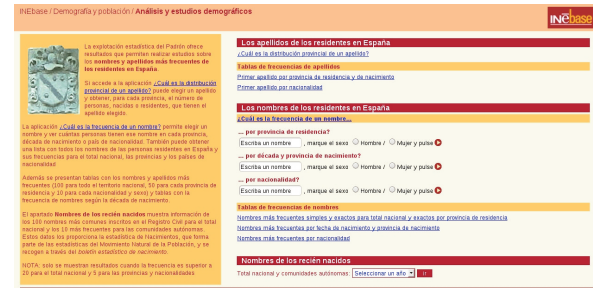 INEbase / Demografía y población / Análisis y estudios demográficos
INEbase
La explotación estadística del Padrón ofrece
resultados que permiten realizar estudios sobre
los nombres y apellidos más frecuentes de
los residentes en España.
Si accede a la aplicación ¿Cuál es la distribución
provincial de un apellido? puede elegir un apellido
y obtener, para cada provincia, el número de
personas, nacidas o residentes, que tienen el
apellido elegido.
La aplicación ¿Cuál es la frecuencia de un nombre? permite elegir un
nombre y ver cuántas personas tienen ese nombre en cada provincia,
década de nacimiento o país de nacionalidad. También puede obtener
una lista con todos los nombres de las personas residentes en España y
sus frecuencias para el total nacional, las provincias y los países de
nacionalidad
Además se presentan tablas con los nombres y apellidos más
frecuentes (100 para todo el territorio nacional, 50 para cada provincia de
residencia y 10 para cada nacionalidad y sexo) y tablas con la
frecuencia de nombres según la década de nacimiento.
El apartado Nombres de los recién nacidos muestra información de
los 100 nombres más comunes inscritos en el Registro Civil para el total
nacional y los 10 más frecuentes para las comunidades autónomas.
Estos datos los proporciona la estadística de Nacimientos, que forma
parte de las estadísticas del Movimiento Natural de la Población, y se
recogen a través del boletín estadístico de nacimiento.
NOTA: solo se muestran resultados cuando la frecuencia es superior a
20 para el total nacional y 5 para las provincias y nacionalidades
Los apellidos de los residentes en España
¿Cuál es la distribución provincial de un apellido?
Tablas de frecuencias de apellidos
Primer apellido por provincia de residencia y de nacimiento
Primer apellido por nacionalidad
Los nombres de los residentes en España
¿Cuál es la frecuencia de un nombre...
... por provincia de residencia?
Escriba un nombre , marque el sexo Hombre / Mujer y pulse
... por década y provincia de nacimiento?
Escriba un nombre , marque el sexo Hombre / Mujer y pulse
... por nacionalidad?
Escriba un nombre , marque el sexo Hombre / Mujer y pulse
Tablas de frecuencias de nombres
Nombres más frecuentes simples y exactos para total nacional y exactos por provincia de residencia
Nombres más frecuentes por fecha de nacimiento y provincia de nacimiento
Nombres más frecuentes por nacionalidad
Nombres de los recién nacidos
Total nacional y comunidades autónomas: Seleccionar un año Ir